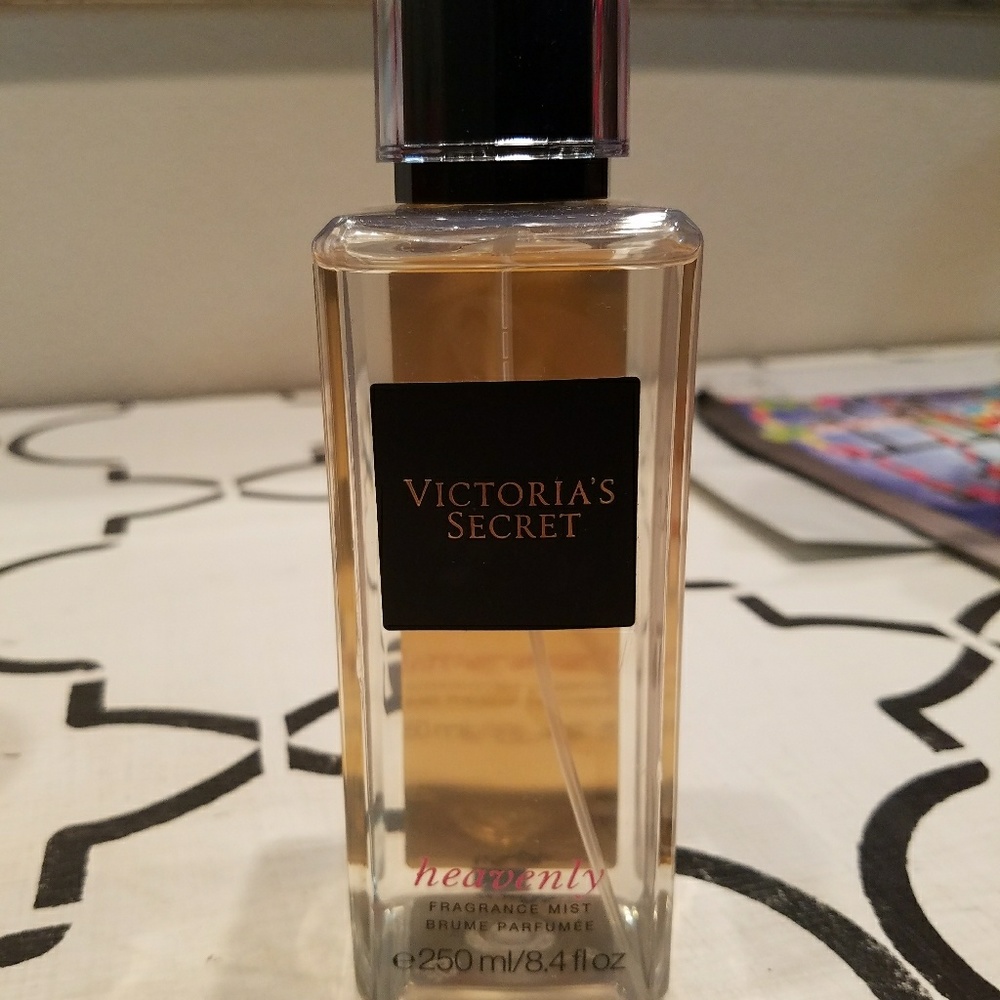 VICTORIA'S
SECRET
heavenly
FRAGRANCE MIST
BRUME PARFUMÉE
℮250 ml/8.4 fl oz